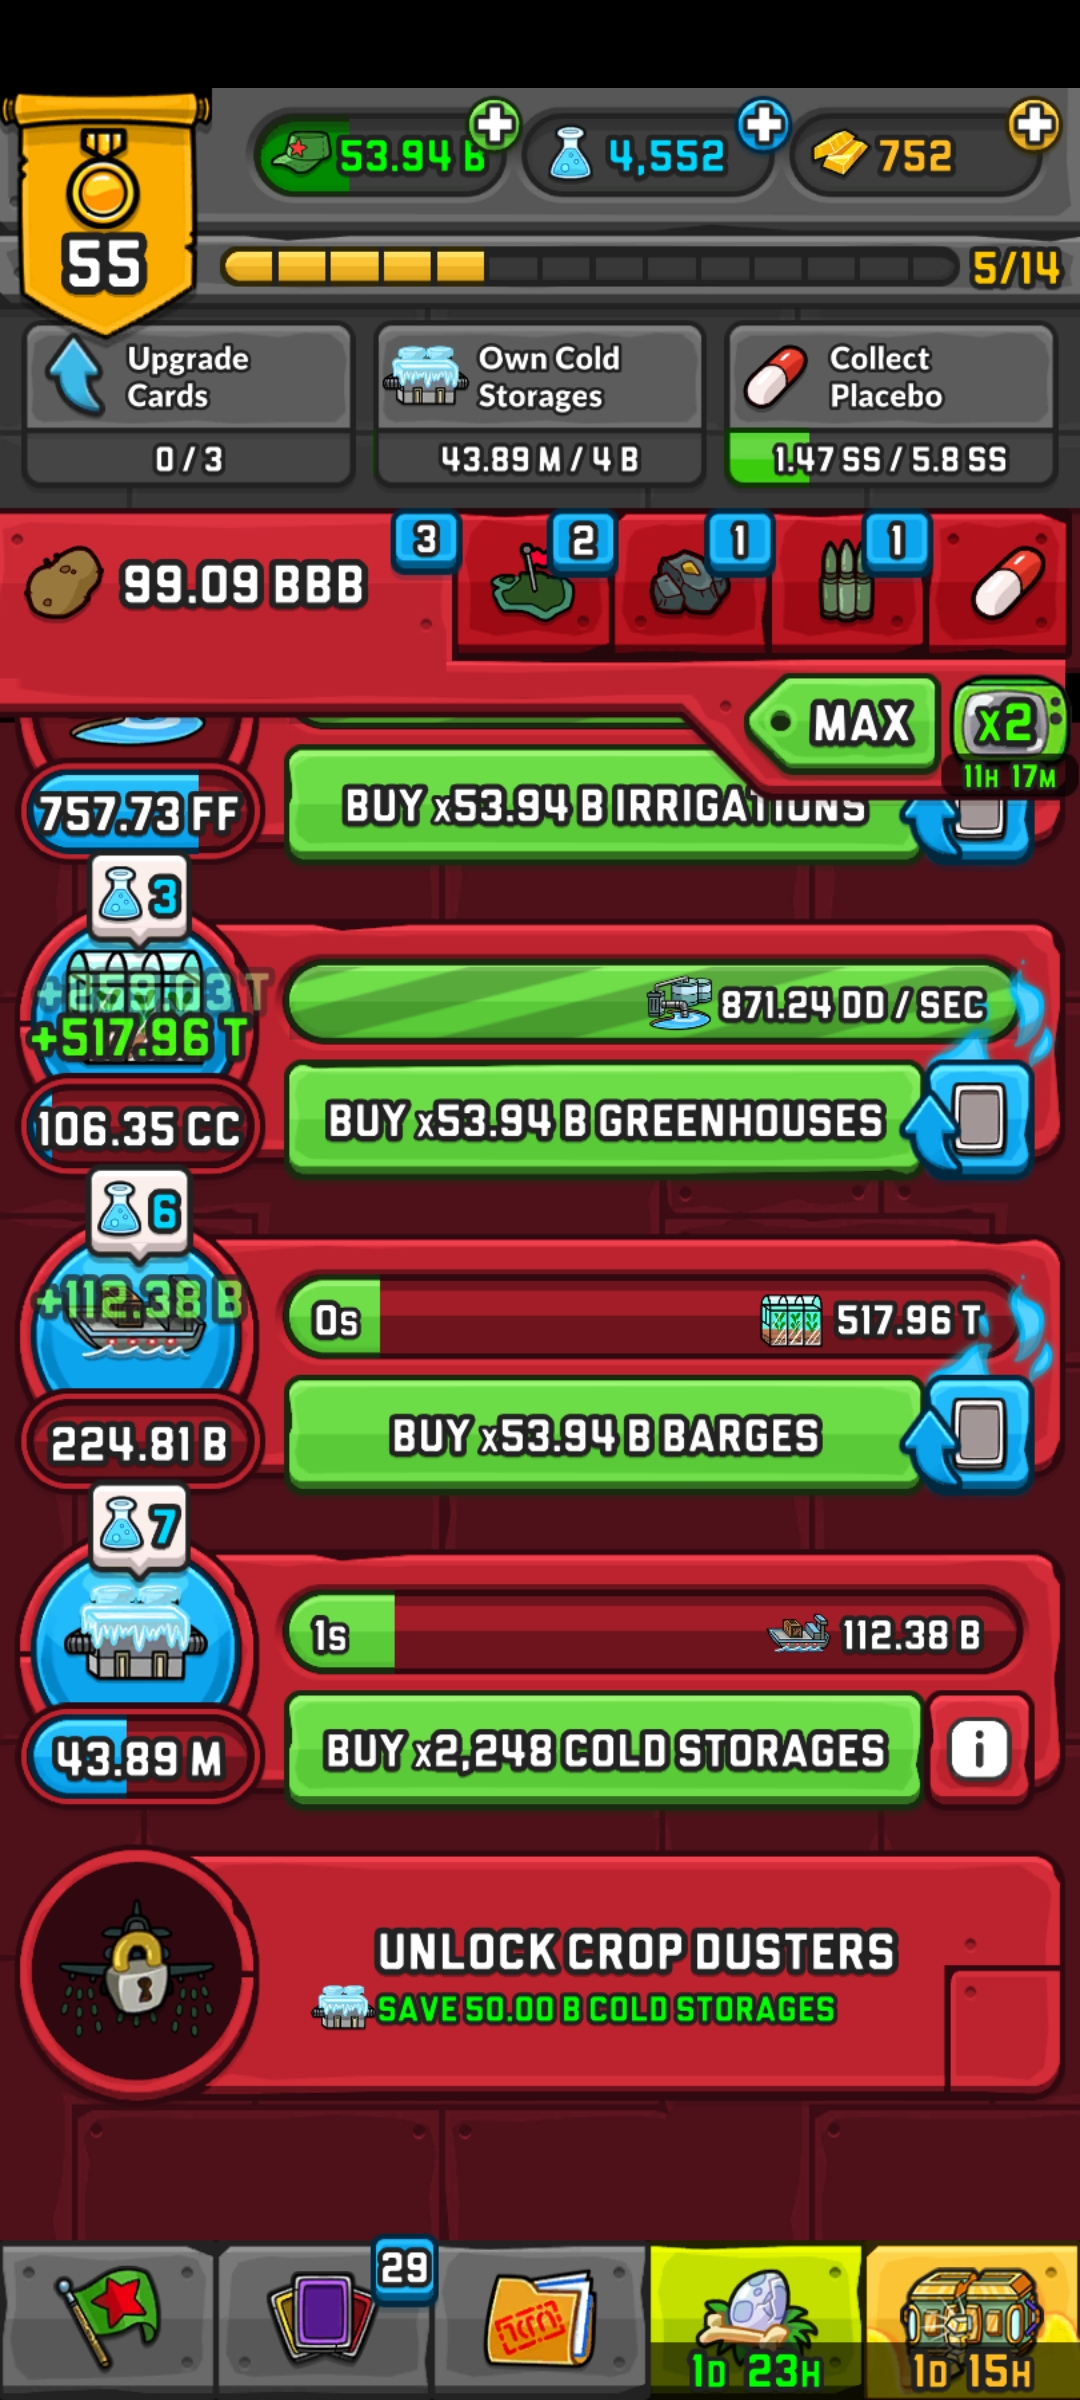 53.94 B
4,552
752
55
5/14
Upgrade
Cards
0 / 3
Own Cold
Storages
43.89 M / 4 B
Collect
Placebo
1.47 SS / 5.8 SS
99.09 BBB
3
2
1
1
MAX
x2
11H 17M
757.73 FF
BUY x53.94 B IRRIGATIONS
3
+517.96 T
871.24 DD / SEC
106.35 CC
BUY x53.94 B GREENHOUSES
6
+112.38 B
0s
517.96 T
224.81 B
BUY x53.94 B BARGES
7
1s
112.38 B
43.89 M
BUY x2,248 COLD STORAGES
i
UNLOCK CROP DUSTERS
SAVE 50.00 B COLD STORAGES
29
1D 23H
1D 15H